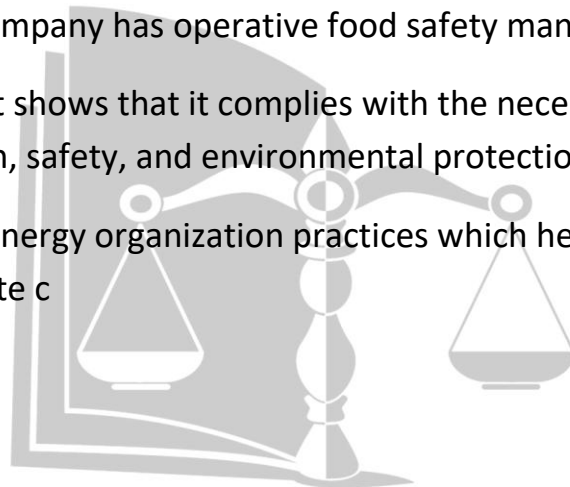 mpany has operative food safety man
t shows that it complies with the nece
, safety, and environmental protectio
nergy organization practices which he
te c